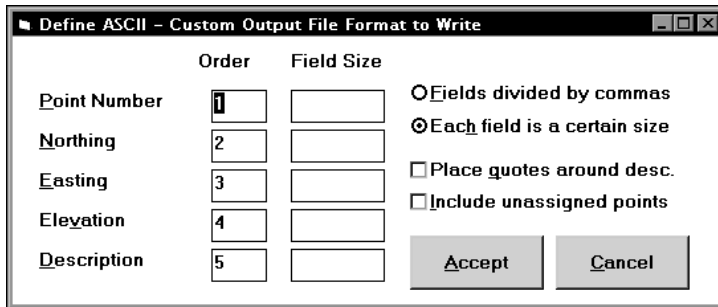 Define ASCII - Custom Output File Format to Write
Order Field Size
Point Number 1
Northing 2
Easting 3
Elevation 4
Description 5
Fields divided by commas
Each field is a certain size
Place quotes around desc.
Include unassigned points
Accept Cancel